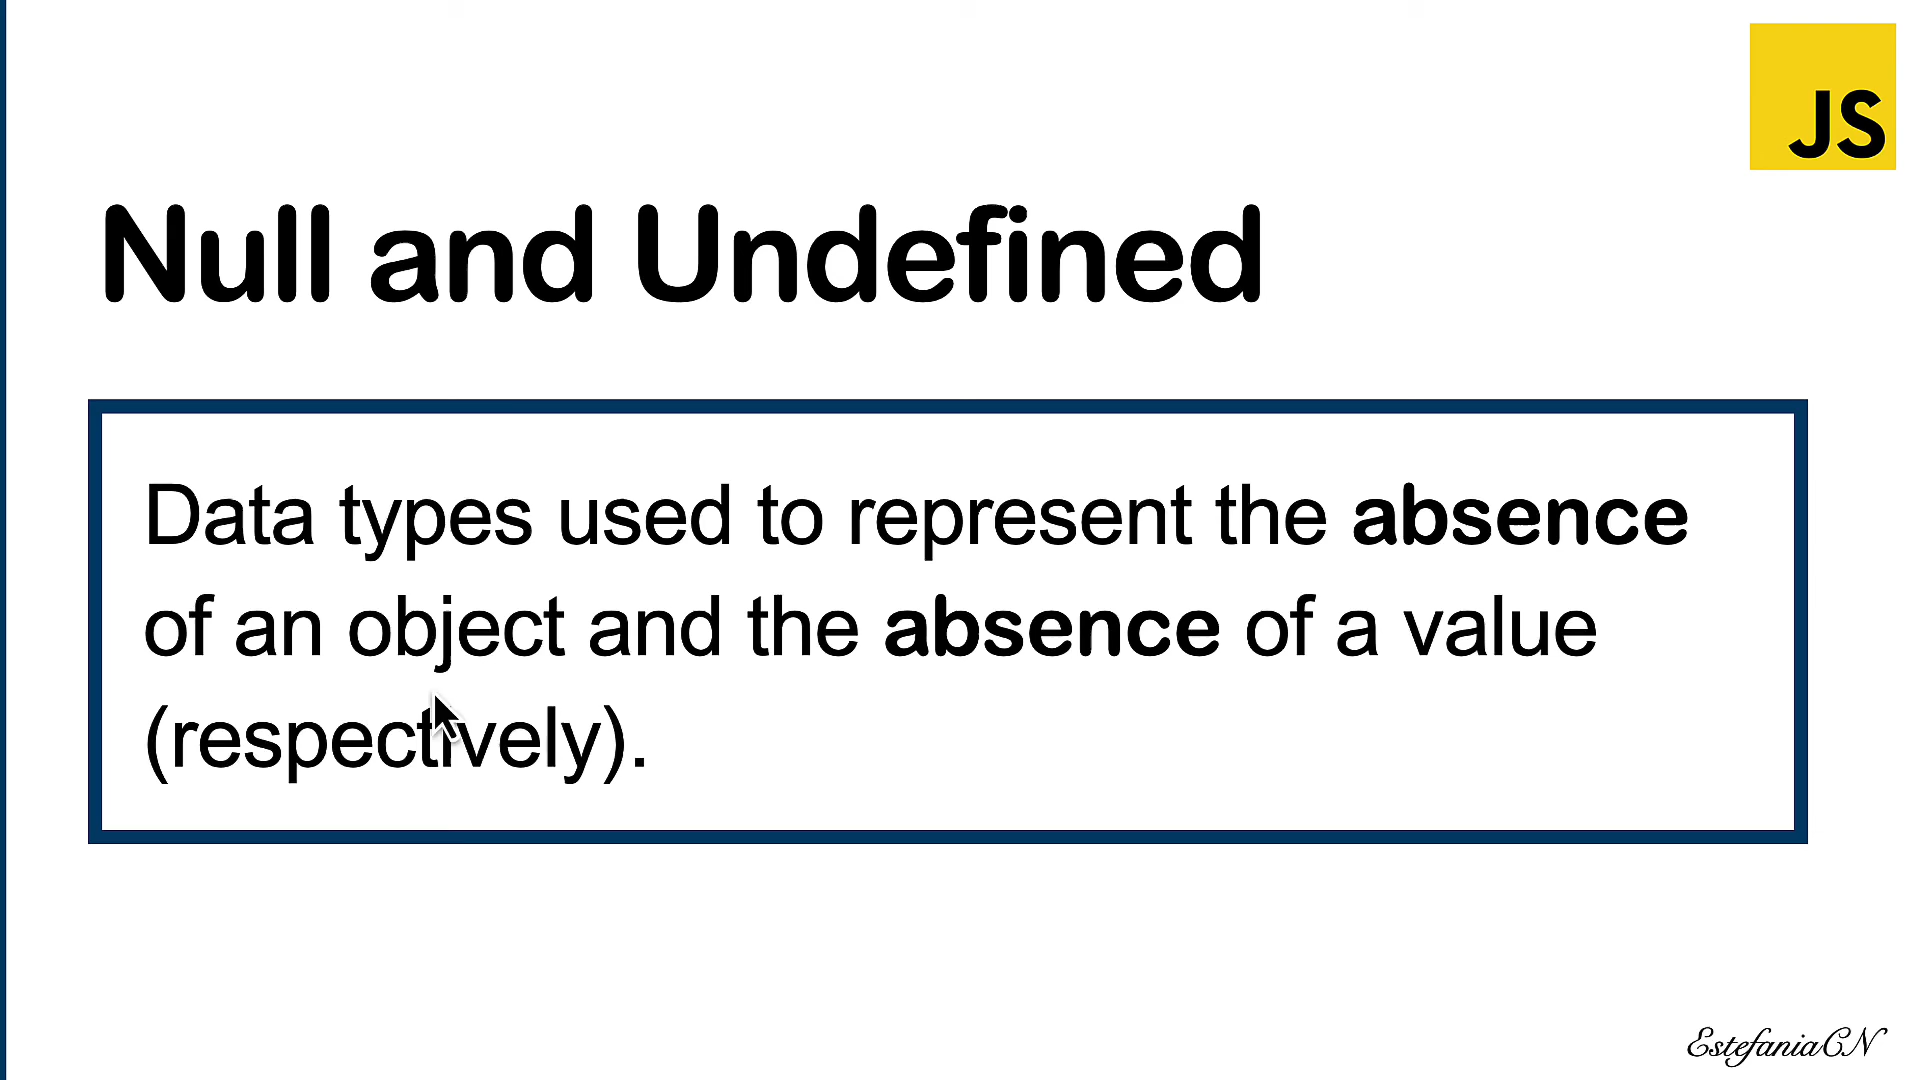 JS
Null and Undefined
Data types used to represent the absence
of an object and the absence of a value
(respectively).
EstefaniaCN